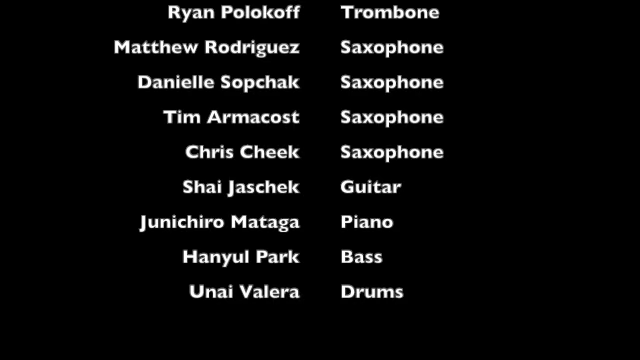 Ryan Polokoff Trombone
Matthew Rodriguez Saxophone
Danielle Sopchak Saxophone
Tim Armacost Saxophone
Chris Cheek Saxophone
Shai Jaschek Guitar
Junichiro Mataga Piano
Hanyul Park Bass
Unai Valera Drums